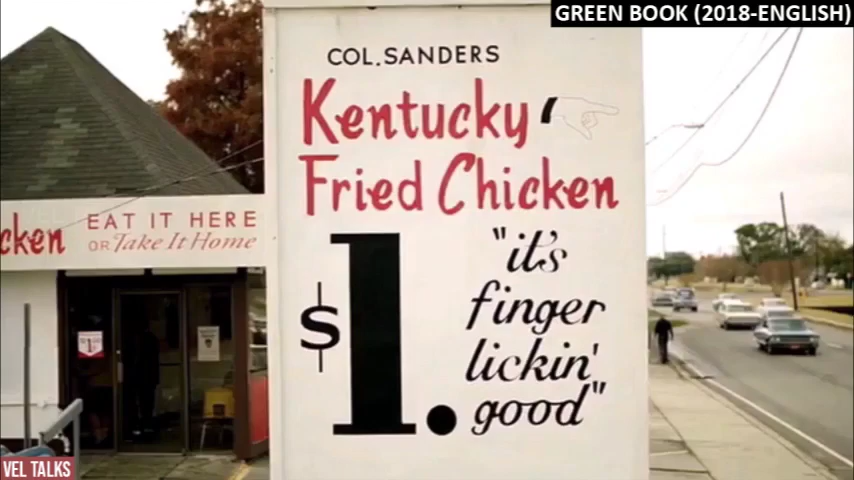 GREEN BOOK (2018-ENGLISH)
COL.SANDERS
Kentucky
Fried Chicken
$1.
"it's
finger
lickin'
good"
cken
EAT IT HERE
OR Take It Home
VEL TALKS